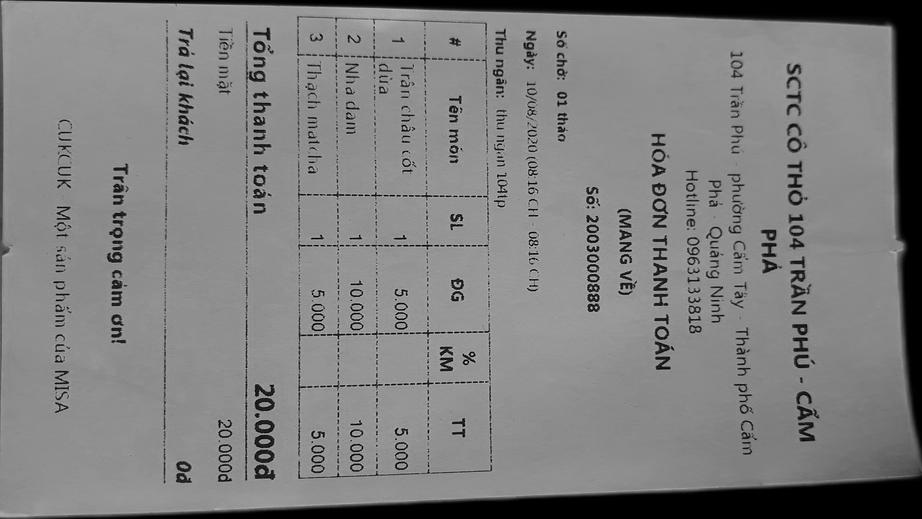 SCTC CÔ THỎ 104 TRẦN PHÚ - CẨM
PHẢ
104 Trần Phú - phường Cẩm Tây - Thành phố Cẩm
Phả - Quảng Ninh
Hotline: 0963133818
HÓA ĐƠN THANH TOÁN
(MANG VỀ)
Số: 2003000888
Số chờ: 01 thảo
Ngày: 10/08/2020 (08:16 CH - 08:16 CH)
Thu ngân: thu ngan 104tp
# Tên món SL ĐG % KM TT
1 Trân châu cốt dừa 1 5.000 5.000
2 Nha đam 1 10.000 10.000
3 Thạch matcha 1 5.000 5.000
Tổng thanh toán 20.000đ
Tiền mặt 20.000đ
Trả lại khách 0đ
Trân trọng cảm ơn!
CUKCUK - Một sản phẩm của MISA